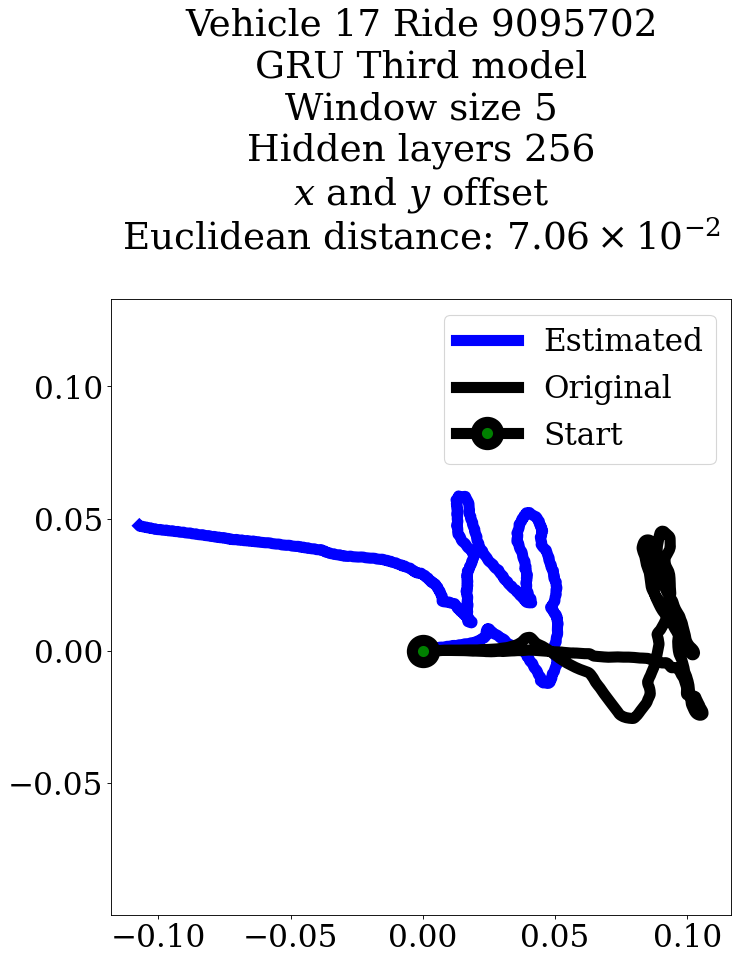 Vehicle 17 Ride 9095702
GRU Third model
Window size 5
Hidden layers 256
x and y offset
Euclidean distance: 7.06 × 10⁻²
Estimated
Original
Start
0.10
0.05
0.00
−0.05
−0.10 −0.05 0.00 0.05 0.10